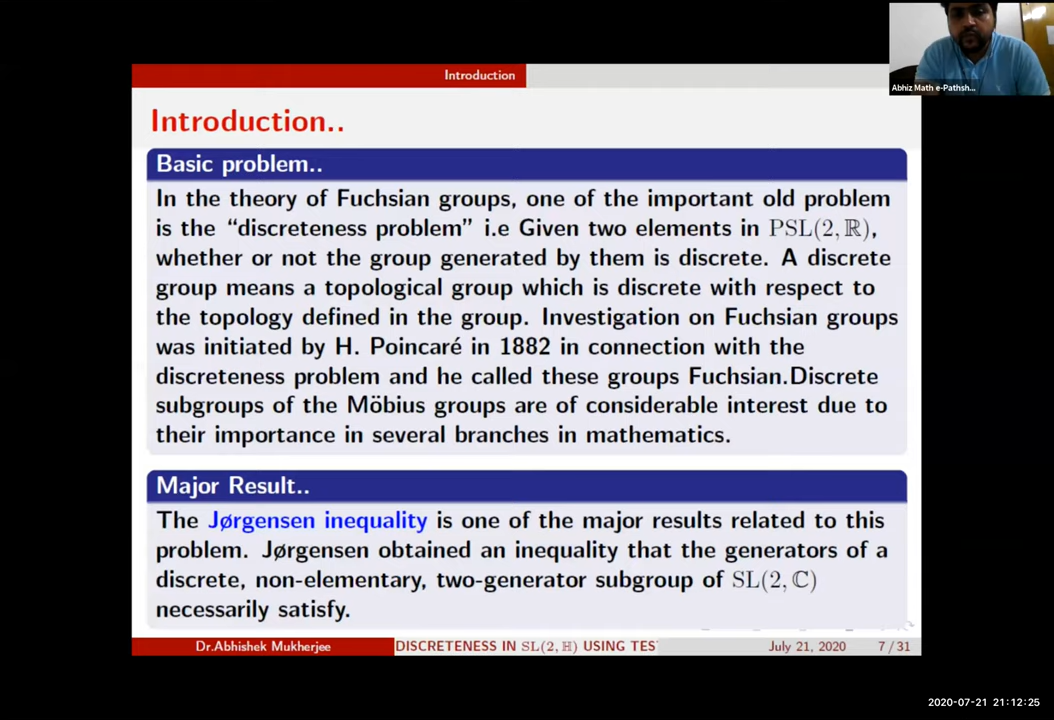 Abhiz Math e-Pathsh...
Introduction
Introduction..
Basic problem..
In the theory of Fuchsian groups, one of the important old problem
is the “discreteness problem” i.e Given two elements in PSL(2, ℝ),
whether or not the group generated by them is discrete. A discrete
group means a topological group which is discrete with respect to
the topology defined in the group. Investigation on Fuchsian groups
was initiated by H. Poincaré in 1882 in connection with the
discreteness problem and he called these groups Fuchsian.Discrete
subgroups of the Möbius groups are of considerable interest due to
their importance in several branches in mathematics.
Major Result..
The Jørgensen inequality is one of the major results related to this
problem. Jørgensen obtained an inequality that the generators of a
discrete, non-elementary, two-generator subgroup of SL(2, ℂ)
necessarily satisfy.
Dr.Abhishek Mukherjee DISCRETENESS IN SL(2, ℍ) USING TES July 21, 2020 7 / 31
2020-07-21 21:12:25